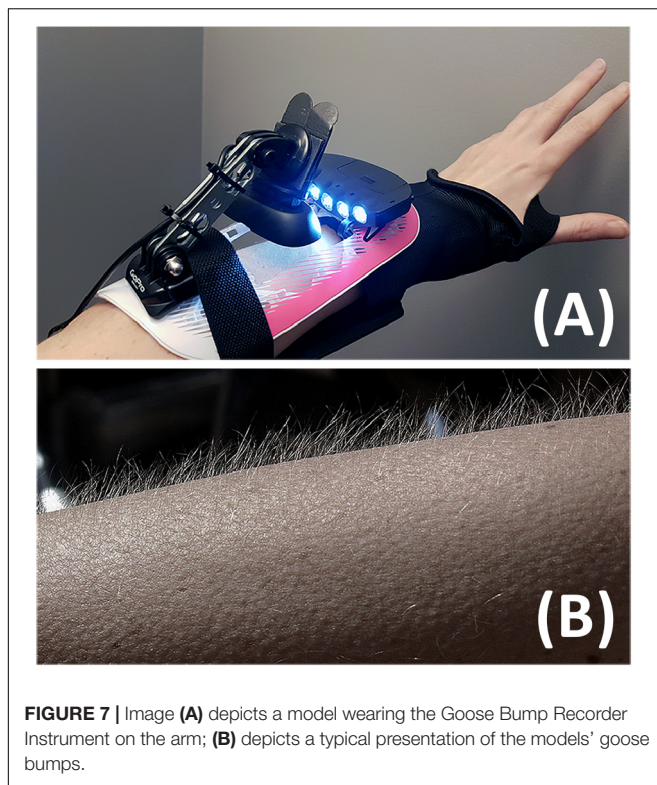 GoPro
(A)
(B)
FIGURE 7 | Image (A) depicts a model wearing the Goose Bump Recorder
Instrument on the arm; (B) depicts a typical presentation of the models’ goose
bumps.